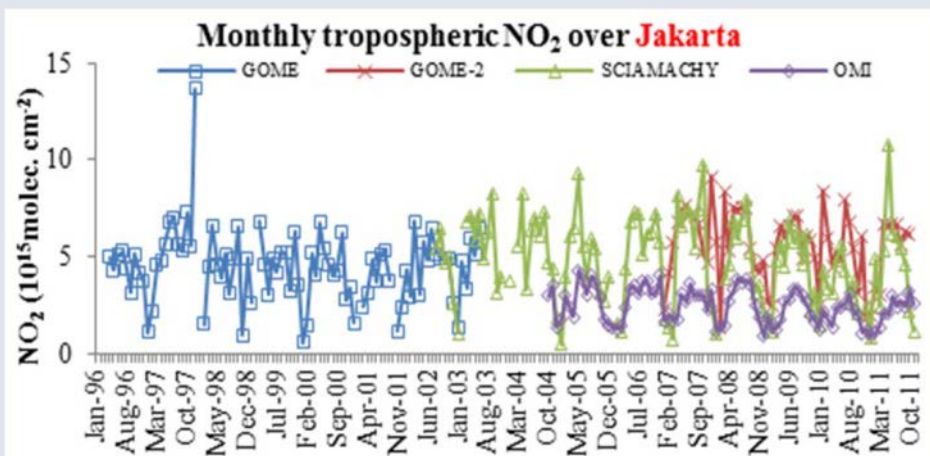 Monthly tropospheric NO₂ over Jakarta
GOME GOME-2 SCIAMACHY OMI
NO₂ (10¹⁵molec. cm⁻²)
15
10
5
0
Jan-96 Aug-96 Mar-97 Oct-97 May-98 Dec-98 Jul-99 Feb-00 Sep-00 Apr-01 Nov-01 Jun-02 Jan-03 Aug-03 Mar-04 Oct-04 May-05 Dec-05 Jul-06 Feb-07 Sep-07 Apr-08 Nov-08 Jun-09 Jan-10 Aug-10 Mar-11 Oct-11